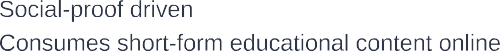 Social-proof driven
Consumes short-form educational content online